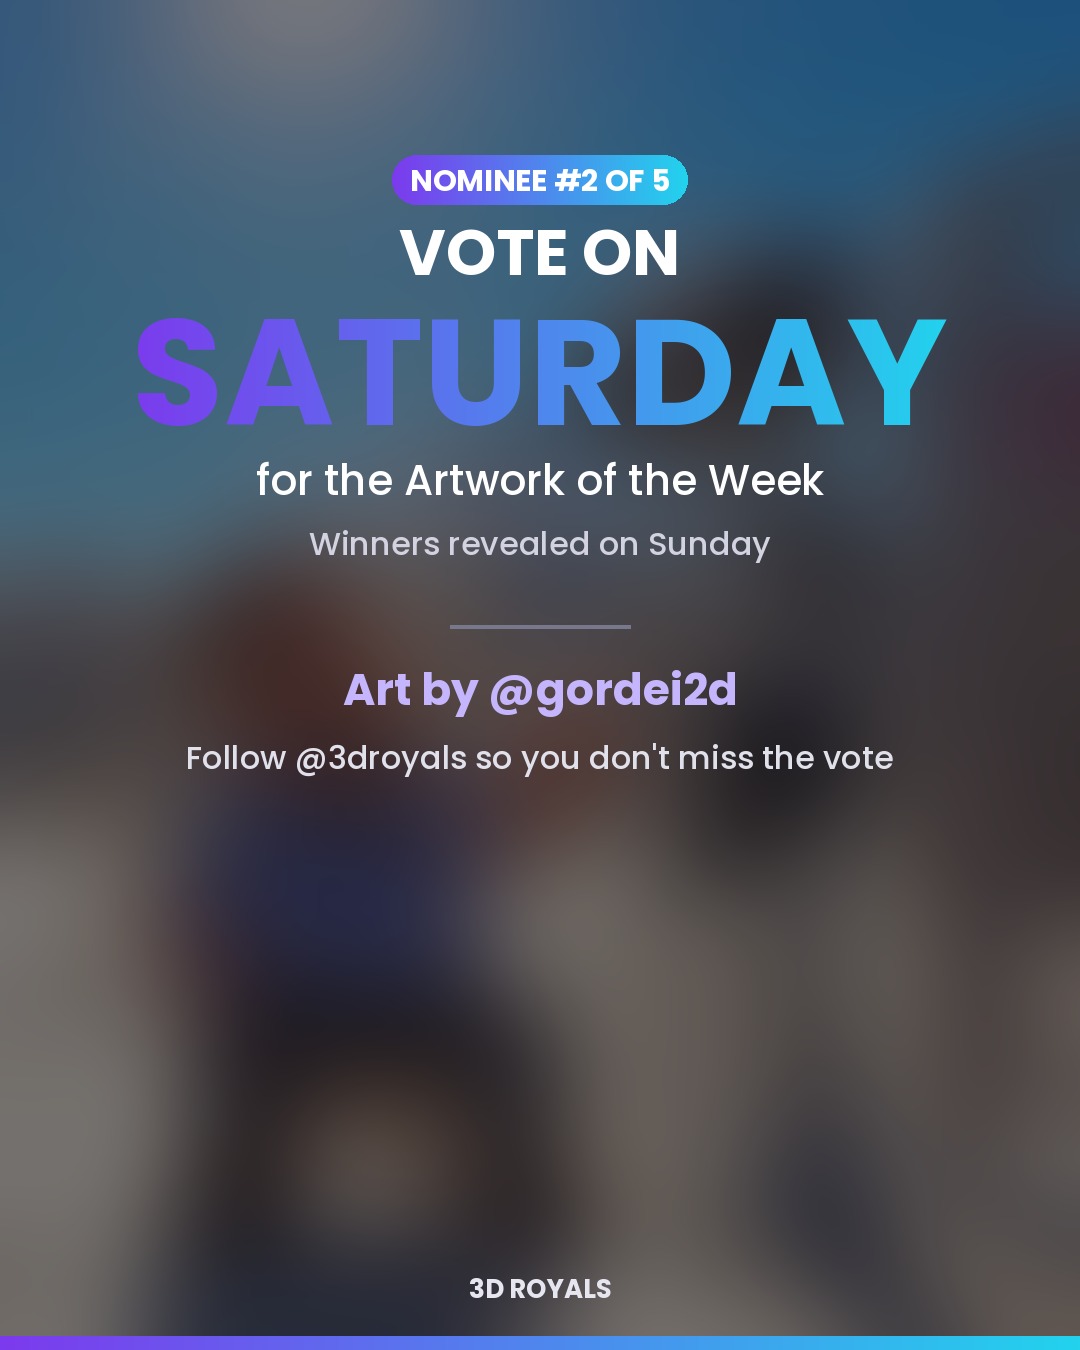 NOMINEE #2 OF 5
VOTE ON
SATURDAY
for the Artwork of the Week
Winners revealed on Sunday
Art by @gordei2d
Follow @3droyals so you don't miss the vote
3D ROYALS